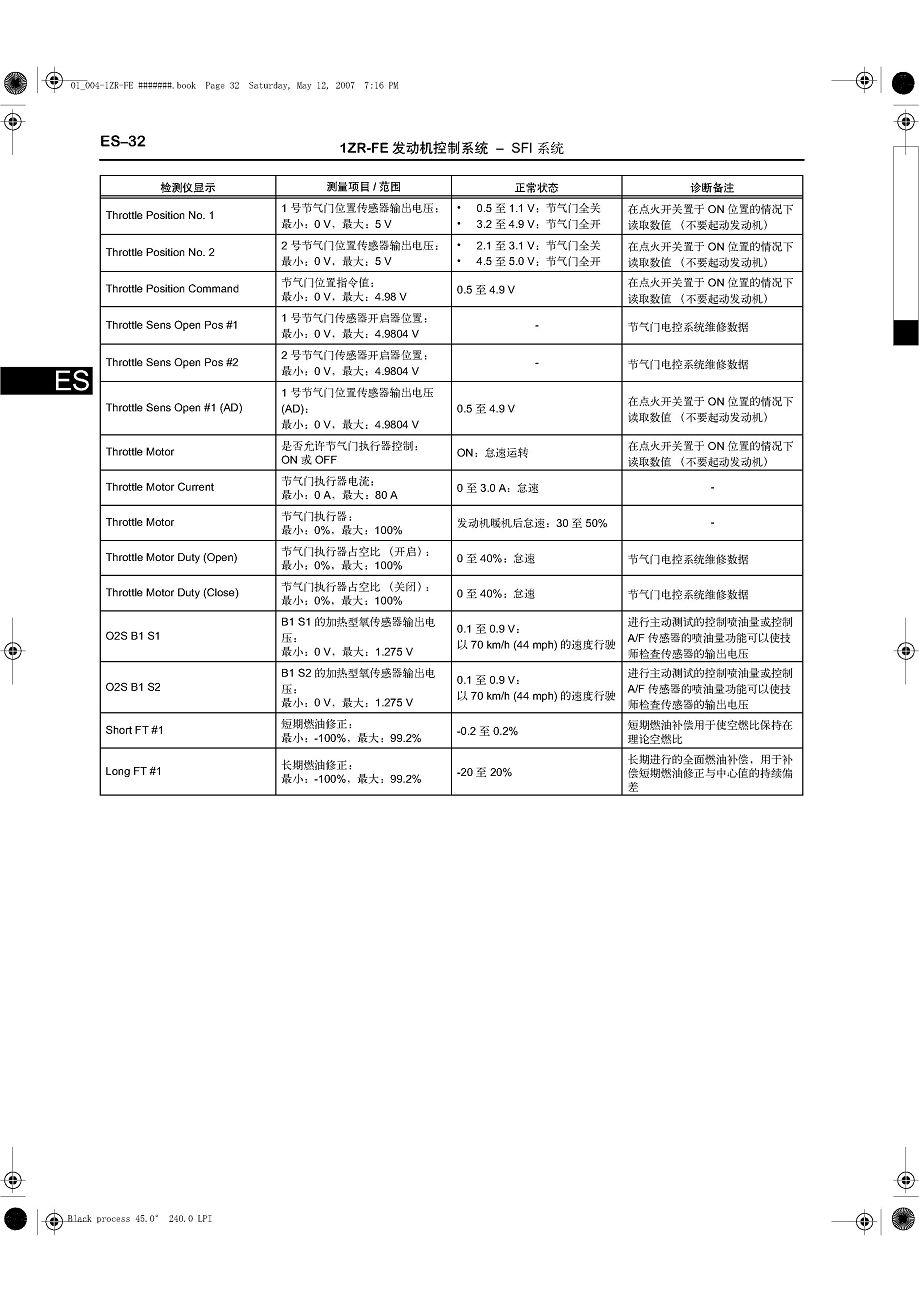 01_004-1ZR-FE #######.book Page 32 Saturday, May 12, 2007 7:16 PM
ES–32
1ZR-FE 发动机控制系统 – SFI 系统
检测仪显示 测量项目 / 范围 正常状态 诊断备注
Throttle Position No. 1
1 号节气门位置传感器输出电压：
最小：0 V，最大：5 V
• 0.5 至 1.1 V：节气门全关
• 3.2 至 4.9 V：节气门全开
在点火开关置于 ON 位置的情况下
读取数值 （不要起动发动机）
Throttle Position No. 2
2 号节气门位置传感器输出电压：
最小：0 V，最大：5 V
• 2.1 至 3.1 V：节气门全关
• 4.5 至 5.0 V：节气门全开
在点火开关置于 ON 位置的情况下
读取数值 （不要起动发动机）
Throttle Position Command
节气门位置指令值：
最小：0 V，最大：4.98 V
0.5 至 4.9 V
在点火开关置于 ON 位置的情况下
读取数值 （不要起动发动机）
Throttle Sens Open Pos #1
1 号节气门传感器开启器位置：
最小：0 V，最大：4.9804 V
-
节气门电控系统维修数据
Throttle Sens Open Pos #2
2 号节气门传感器开启器位置：
最小：0 V，最大：4.9804 V
-
节气门电控系统维修数据
ES
Throttle Sens Open #1 (AD)
1 号节气门位置传感器输出电压
(AD)：
最小：0 V，最大：4.9804 V
0.5 至 4.9 V
在点火开关置于 ON 位置的情况下
读取数值 （不要起动发动机）
Throttle Motor
是否允许节气门执行器控制：
ON 或 OFF
ON：怠速运转
在点火开关置于 ON 位置的情况下
读取数值 （不要起动发动机）
Throttle Motor Current
节气门执行器电流：
最小：0 A，最大：80 A
0 至 3.0 A：怠速
-
Throttle Motor
节气门执行器：
最小：0%，最大：100%
发动机暖机后怠速：30 至 50%
-
Throttle Motor Duty (Open)
节气门执行器占空比 （开启）：
最小：0%，最大：100%
0 至 40%：怠速
节气门电控系统维修数据
Throttle Motor Duty (Close)
节气门执行器占空比 （关闭）：
最小：0%，最大：100%
0 至 40%：怠速
节气门电控系统维修数据
O2S B1 S1
B1 S1 的加热型氧传感器输出电
压：
最小：0 V，最大：1.275 V
0.1 至 0.9 V：
以 70 km/h (44 mph) 的速度行驶
进行主动测试的控制喷油量或控制
A/F 传感器的喷油量功能可以使技
师检查传感器的输出电压
O2S B1 S2
B1 S2 的加热型氧传感器输出电
压：
最小：0 V，最大：1.275 V
0.1 至 0.9 V：
以 70 km/h (44 mph) 的速度行驶
进行主动测试的控制喷油量或控制
A/F 传感器的喷油量功能可以使技
师检查传感器的输出电压
Short FT #1
短期燃油修正：
最小：-100%，最大：99.2%
-0.2 至 0.2%
短期燃油补偿用于使空燃比保持在
理论空燃比
Long FT #1
长期燃油修正：
最小：-100%，最大：99.2%
-20 至 20%
长期进行的全面燃油补偿，用于补
偿短期燃油修正与中心值的持续偏
差
Black process 45.0° 240.0 LPI